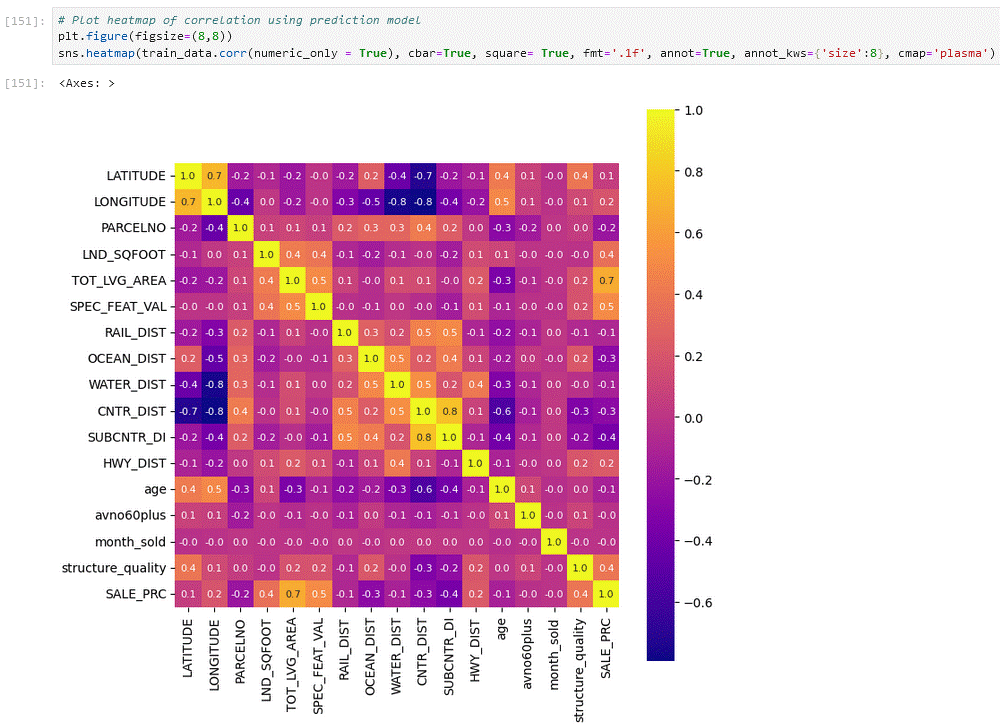 [151]:
# Plot heatmap of correlation using prediction model
plt.figure(figsize=(8,8))
sns.heatmap(train_data.corr(numeric_only = True), cbar=True, square= True, fmt='.1f', annot=True, annot_kws={'size':8}, cmap='plasma')
[151]: <Axes: >
LATITUDE 1.0 0.7 -0.2 -0.1 -0.2 -0.0 -0.2 0.2 -0.4 -0.7 -0.2 -0.1 0.4 0.1 -0.0 0.4 0.1
LONGITUDE 0.7 1.0 -0.4 0.0 -0.2 -0.0 -0.3 -0.5 -0.8 -0.8 -0.4 -0.2 0.5 0.1 -0.0 0.1 0.2
PARCELNO -0.2 -0.4 1.0 0.1 0.1 0.1 0.2 0.3 0.3 0.4 0.2 0.0 -0.3 -0.2 0.0 0.0 -0.2
LND_SQFOOT -0.1 0.0 0.1 1.0 0.4 0.4 -0.1 -0.2 -0.1 -0.0 -0.2 0.1 0.1 -0.0 -0.0 -0.0 0.4
TOT_LVG_AREA -0.2 -0.2 0.1 0.4 1.0 0.5 0.1 -0.0 0.1 0.1 -0.0 0.2 -0.3 -0.1 -0.0 0.2 0.7
SPEC_FEAT_VAL -0.0 -0.0 0.1 0.4 0.5 1.0 -0.0 -0.1 0.0 -0.0 -0.1 0.1 -0.1 -0.0 -0.0 0.2 0.5
RAIL_DIST -0.2 -0.3 0.2 -0.1 0.1 -0.0 1.0 0.3 0.2 0.5 0.5 -0.1 -0.2 -0.1 0.0 -0.1 -0.1
OCEAN_DIST 0.2 -0.5 0.3 -0.2 -0.0 -0.1 0.3 1.0 0.5 0.2 0.4 0.1 -0.2 0.0 -0.0 0.2 -0.3
WATER_DIST -0.4 -0.8 0.3 -0.1 0.1 0.0 0.2 0.5 1.0 0.5 0.2 0.4 -0.3 -0.1 0.0 -0.0 -0.1
CNTR_DIST -0.7 -0.8 0.4 -0.0 0.1 -0.0 0.5 0.2 0.5 1.0 0.8 0.1 -0.6 -0.1 0.0 -0.3 -0.3
SUBCNTR_DI -0.2 -0.4 0.2 -0.2 -0.0 -0.1 0.5 0.4 0.2 0.8 1.0 -0.1 -0.4 -0.1 0.0 -0.2 -0.4
HWY_DIST -0.1 -0.2 0.0 0.1 0.2 0.1 -0.1 0.1 0.4 0.1 -0.1 1.0 -0.1 -0.0 0.0 0.2 0.2
age 0.4 0.5 -0.3 0.1 -0.3 -0.1 -0.2 -0.2 -0.3 -0.6 -0.4 -0.1 1.0 0.1 -0.0 0.0 -0.1
avno60plus 0.1 0.1 -0.2 -0.0 -0.1 -0.0 -0.1 0.0 -0.1 -0.1 -0.1 -0.0 0.1 1.0 -0.0 0.1 -0.0
month_sold -0.0 -0.0 0.0 -0.0 -0.0 -0.0 0.0 -0.0 0.0 0.0 0.0 0.0 -0.0 -0.0 1.0 -0.0 -0.0
structure_quality 0.4 0.1 0.0 -0.0 0.2 0.2 -0.1 0.2 -0.0 -0.3 -0.2 0.2 0.0 0.1 -0.0 1.0 0.4
SALE_PRC 0.1 0.2 -0.2 0.4 0.7 0.5 -0.1 -0.3 -0.1 -0.3 -0.4 0.2 -0.1 -0.0 -0.0 0.4 1.0
LATITUDE
LONGITUDE
PARCELNO
LND_SQFOOT
TOT_LVG_AREA
SPEC_FEAT_VAL
RAIL_DIST
OCEAN_DIST
WATER_DIST
CNTR_DIST
SUBCNTR_DI
HWY_DIST
age
avno60plus
month_sold
structure_quality
SALE_PRC
1.0
0.8
0.6
0.4
0.2
0.0
−0.2
−0.4
−0.6